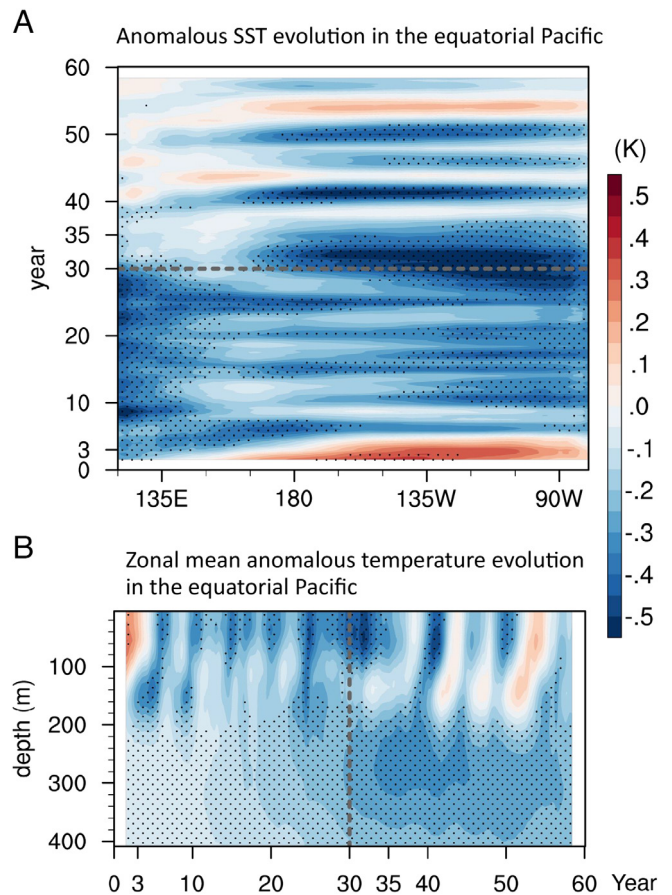 A
Anomalous SST evolution in the equatorial Pacific
60
50
40
35
30
20
10
3
0
year
135E 180 135W 90W
(K)
.5
.4
.3
.2
.1
.0
-.1
-.2
-.3
-.4
-.5
B
Zonal mean anomalous temperature evolution
in the equatorial Pacific
100
200
300
400
depth (m)
0 3 10 20 30 35 40 50 60 Year